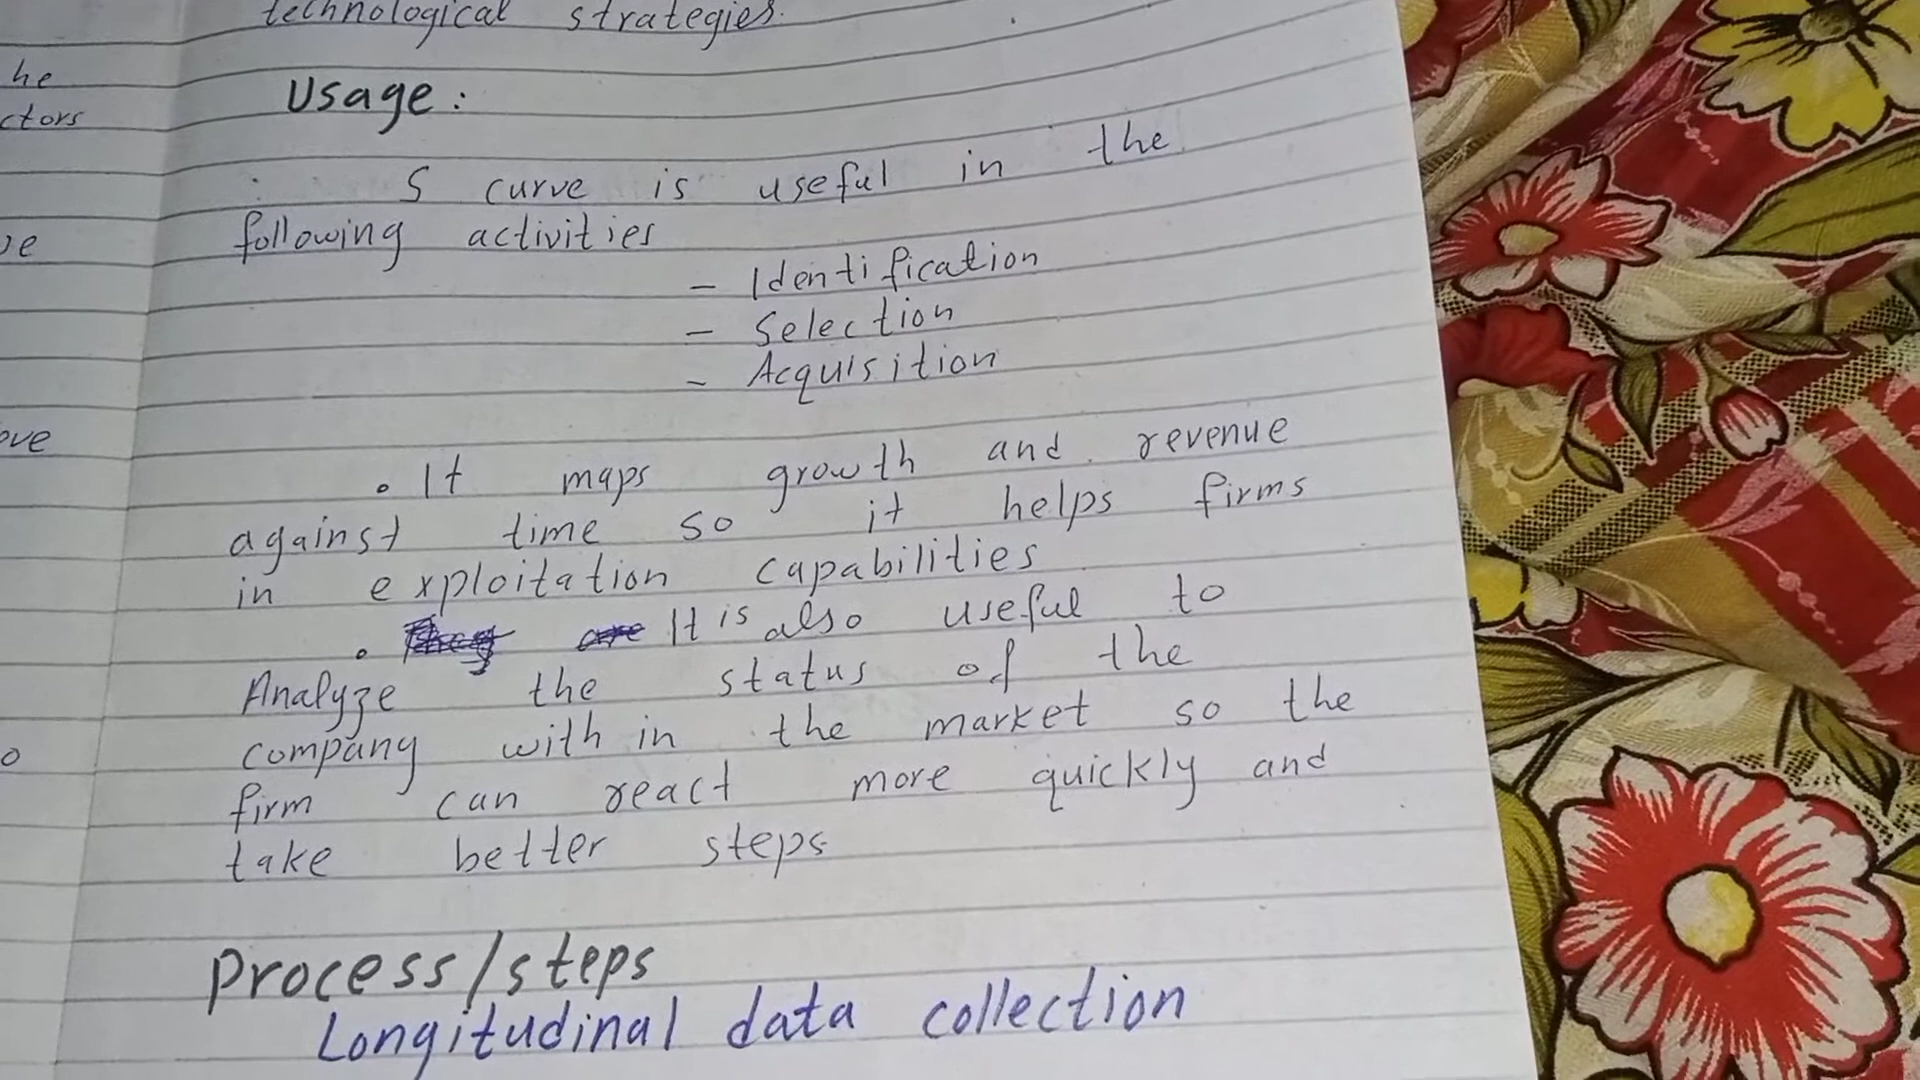 technological strategies.
he
ctors
Usage:
S curve is useful in the
following activities
- Identification
- Selection
- Acquisition
ove
• It maps growth and revenue
against time so it helps firms
in exploitation capabilities
• It is also useful to
Analyze the status of the
company with in the market so the
firm can react more quickly and
take better steps
Process/steps
Longitudinal data collection